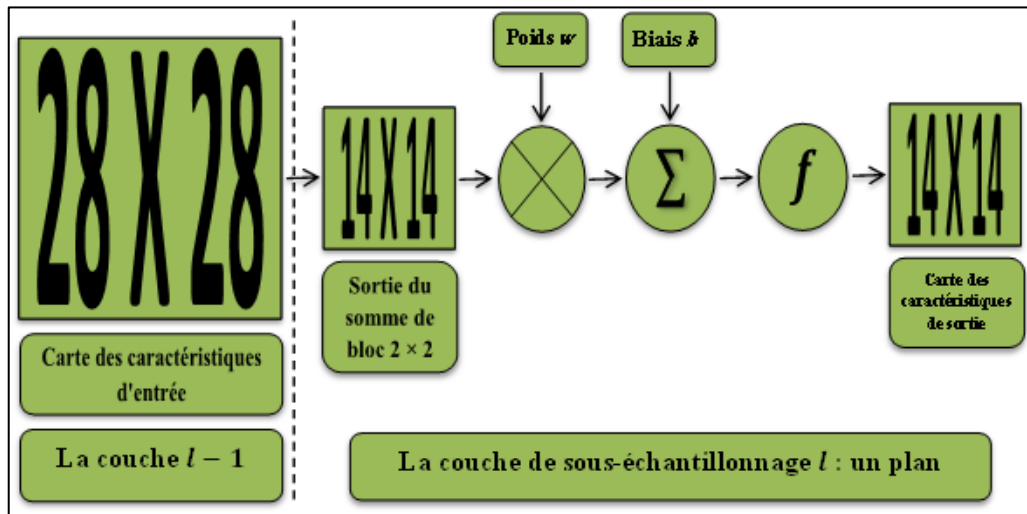 28 X 28
Carte des caractéristiques
d'entrée
La couche l − 1
14 X 14
Sortie du
somme de
bloc 2 × 2
Poids w
Biais b
Σ
f
14 X 14
Carte des
caractéristiques
de sortie
La couche de sous-échantillonnage l : un plan